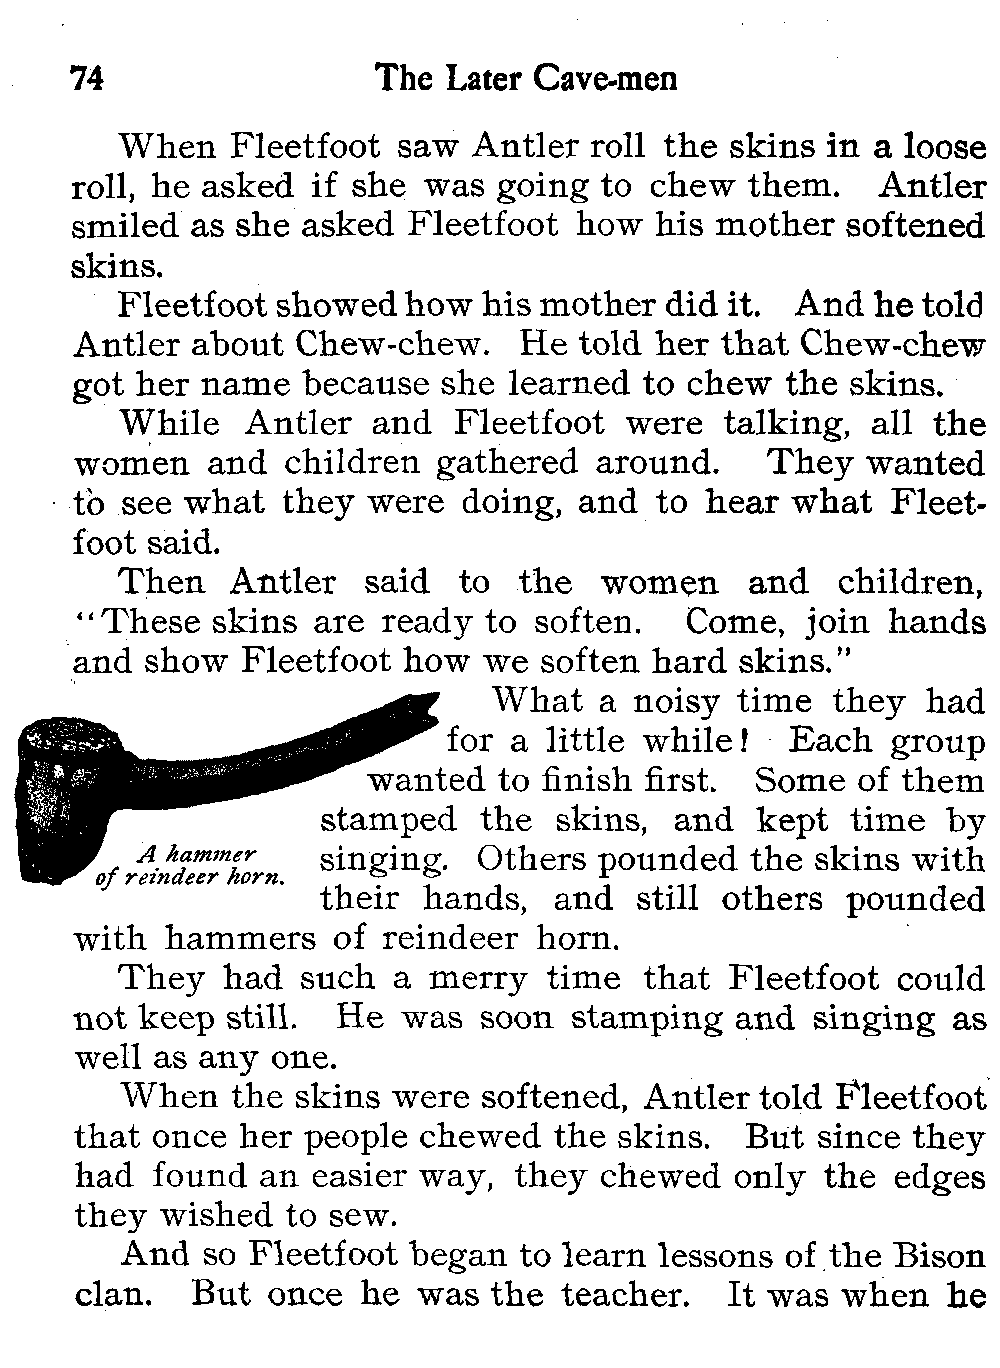 74 The Later Cave-men
When Fleetfoot saw Antler roll the skins in a loose
roll, he asked if she was going to chew them. Antler
smiled as she asked Fleetfoot how his mother softened
skins.
Fleetfoot showed how his mother did it. And he told
Antler about Chew-chew. He told her that Chew-chew
got her name because she learned to chew the skins.
While Antler and Fleetfoot were talking, all the
women and children gathered around. They wanted
to see what they were doing, and to hear what Fleet-
foot said.
Then Antler said to the women and children,
"These skins are ready to soften. Come, join hands
and show Fleetfoot how we soften hard skins."
What a noisy time they had
for a little while! Each group
wanted to finish first. Some of them
stamped the skins, and kept time by
singing. Others pounded the skins with
their hands, and still others pounded
with hammers of reindeer horn.
A hammer
of reindeer horn.
They had such a merry time that Fleetfoot could
not keep still. He was soon stamping and singing as
well as any one.
When the skins were softened, Antler told Fleetfoot
that once her people chewed the skins. But since they
had found an easier way, they chewed only the edges
they wished to sew.
And so Fleetfoot began to learn lessons of the Bison
clan. But once he was the teacher. It was when he